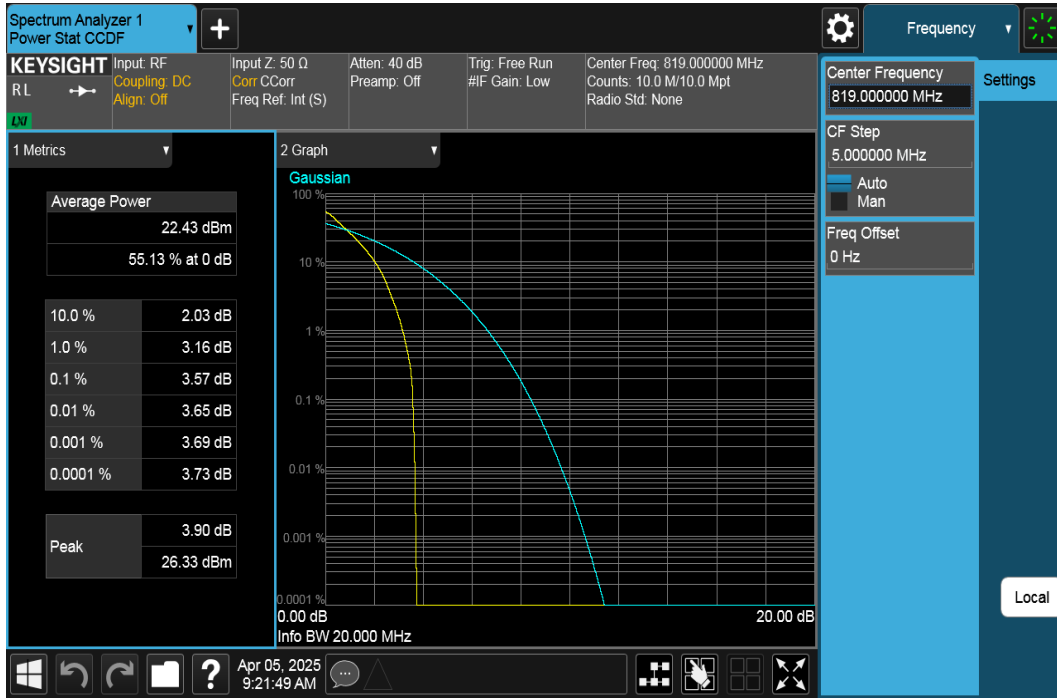 Spectrum Analyzer 1
Power Stat CCDF
Frequency
KEYSIGHT
RL
LXI
Input: RF
Coupling: DC
Align: Off
Input Z: 50 Ω
Corr CCorr
Freq Ref: Int (S)
Atten: 40 dB
Preamp: Off
Trig: Free Run
#IF Gain: Low
Center Freq: 819.000000 MHz
Counts: 10.0 M/10.0 Mpt
Radio Std: None
Center Frequency
819.000000 MHz
Settings
CF Step
5.000000 MHz
Auto
Man
Freq Offset
0 Hz
Local
1 Metrics
Average Power
22.43 dBm
55.13 % at 0 dB
10.0 % 2.03 dB
1.0 % 3.16 dB
0.1 % 3.57 dB
0.01 % 3.65 dB
0.001 % 3.69 dB
0.0001 % 3.73 dB
Peak
3.90 dB
26.33 dBm
2 Graph
Gaussian
100 %
10 %
1 %
0.1 %
0.01 %
0.001 %
0.0001 %
0.00 dB 20.00 dB
Info BW 20.000 MHz
Apr 05, 2025
9:21:49 AM